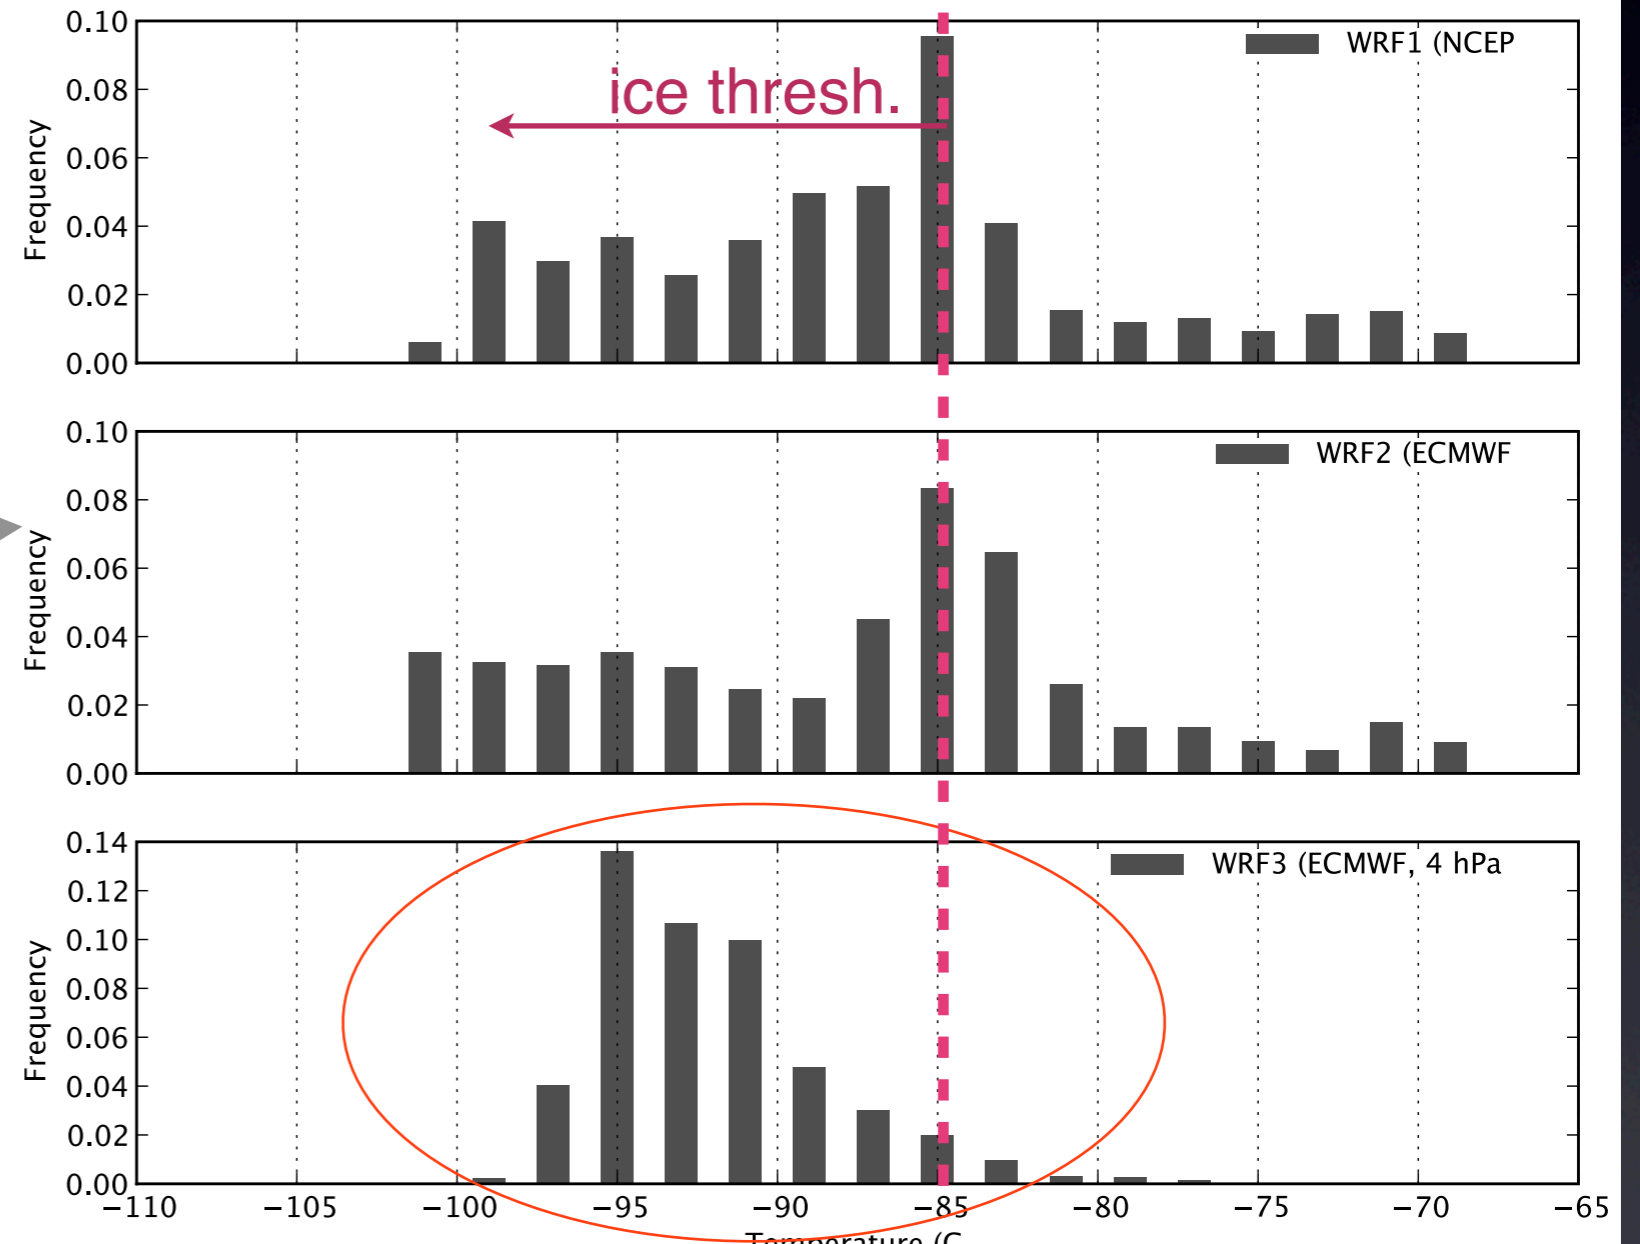 0.10
0.08
0.06
0.04
0.02
0.00
Frequency
WRF1 (NCEP
ice thresh.
0.10
0.08
0.06
0.04
0.02
0.00
Frequency
WRF2 (ECMWF
0.14
0.12
0.10
0.08
0.06
0.04
0.02
0.00
Frequency
WRF3 (ECMWF, 4 hPa
−110 −105 −100 −95 −90 −85 −80 −75 −70 −65
Temperature (C